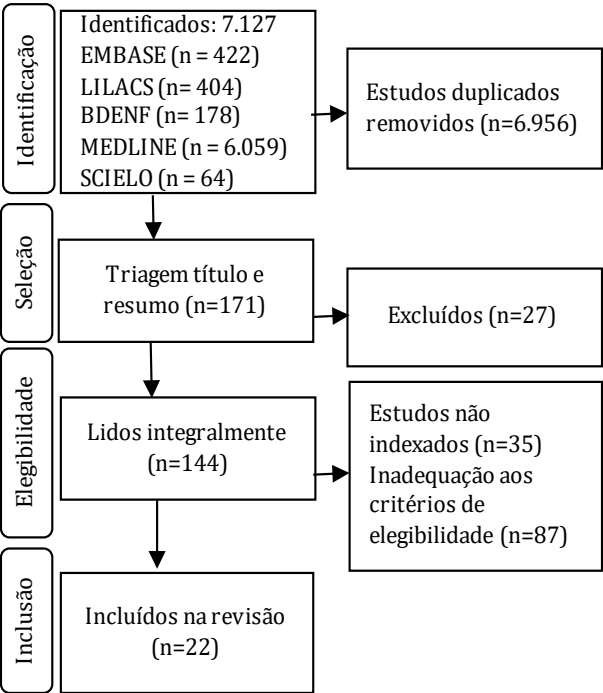 Identificação
Identificados: 7.127
EMBASE (n = 422)
LILACS (n= 404)
BDENF (n= 178)
MEDLINE (n = 6.059)
SCIELO (n = 64)
Estudos duplicados
removidos (n=6.956)
Seleção
Triagem título e
resumo (n=171)
Excluídos (n=27)
Elegibilidade
Lidos integralmente
(n=144)
Estudos não
indexados (n=35)
Inadequação aos
critérios de
elegibilidade (n=87)
Inclusão
Incluídos na revisão
(n=22)